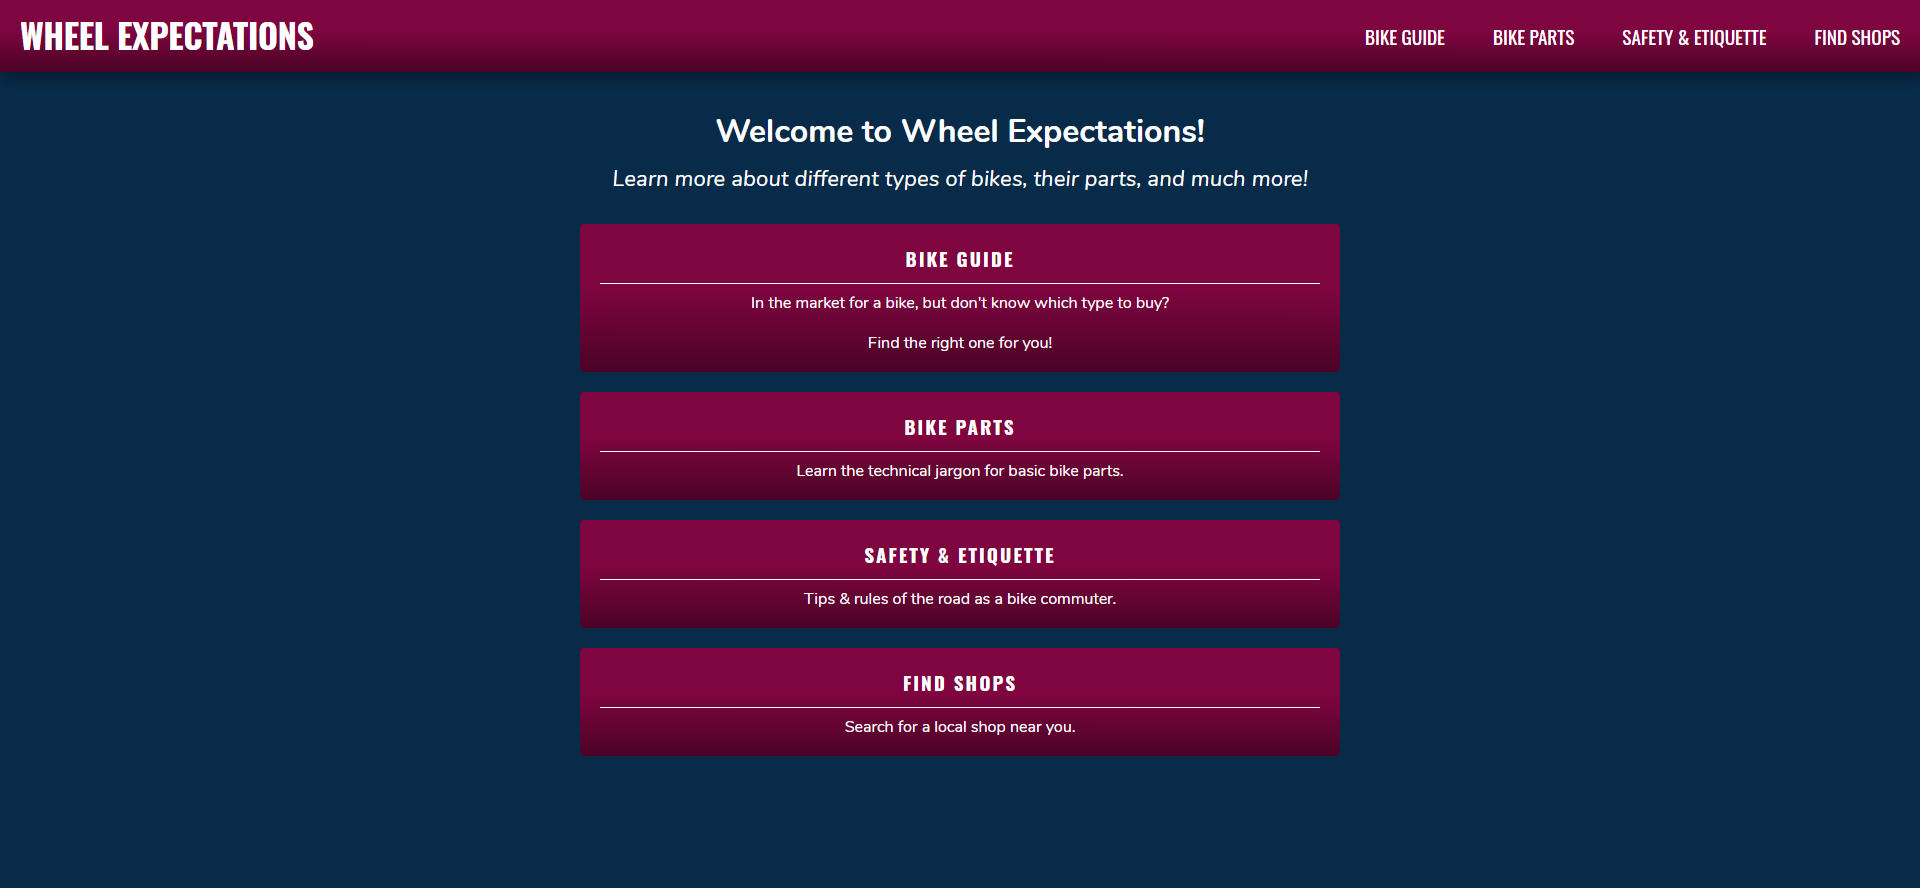 WHEEL EXPECTATIONS
BIKE GUIDE
BIKE PARTS
SAFETY & ETIQUETTE
FIND SHOPS
Welcome to Wheel Expectations!
Learn more about different types of bikes, their parts, and much more!
BIKE GUIDE
In the market for a bike, but don't know which type to buy?
Find the right one for you!
BIKE PARTS
Learn the technical jargon for basic bike parts.
SAFETY & ETIQUETTE
Tips & rules of the road as a bike commuter.
FIND SHOPS
Search for a local shop near you.